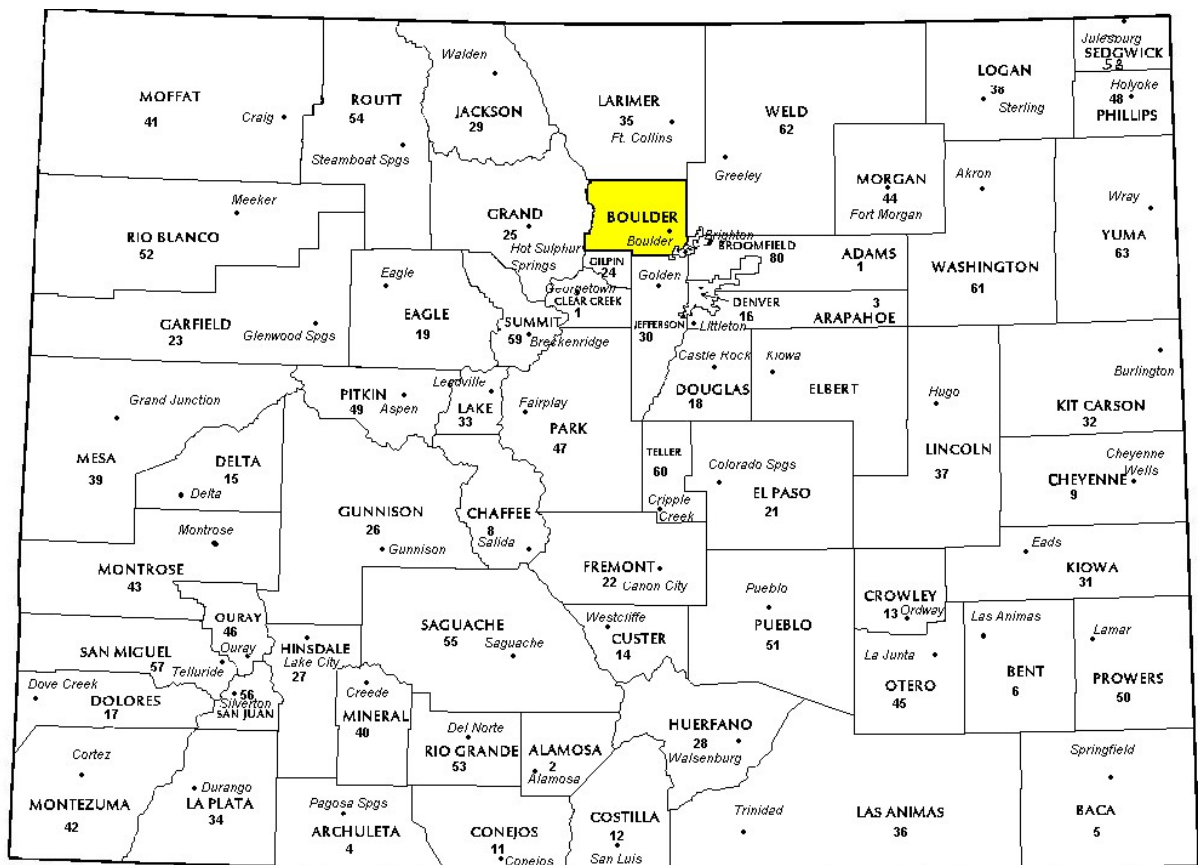 Julesburg
SEDGWICK
58
Walden
LOGAN
38
Sterling
Holyoke
48
PHILLIPS
MOFFAT
41
Craig
ROUTT
54
Steamboat Spgs
JACKSON
29
LARIMER
35
Ft. Collins
WELD
62
Greeley
MORGAN
44
Fort Morgan
Akron
WASHINGTON
61
Wray
YUMA
63
Meeker
RIO BLANCO
52
GRAND
25
Hot Sulphur
Springs
BOULDER
Boulder
Brighton
BROOMFIELD
80
ADAMS
1
GILPIN
24
Golden
Georgetown
CLEAR CREEK
1
DENVER
16
3
ARAPAHOE
Littleton
JEFFERSON
30
Eagle
EAGLE
19
SUMMIT
59
Breckenridge
GARFIELD
23
Glenwood Spgs
Castle Rock
DOUGLAS
18
Kiowa
ELBERT
Hugo
LINCOLN
37
Burlington
KIT CARSON
32
Grand Junction
MESA
39
PITKIN
49
Aspen
Leadville
LAKE
33
Fairplay
PARK
47
TELLER
60
Cripple
Creek
Colorado Spgs
EL PASO
21
Cheyenne
Wells
CHEYENNE
9
DELTA
15
Delta
GUNNISON
26
Gunnison
CHAFFEE
8
Salida
Montrose
MONTROSE
43
FREMONT
22
Canon City
Pueblo
PUEBLO
51
CROWLEY
13
Ordway
Eads
KIOWA
31
OURAY
46
Ouray
SAN MIGUEL
57
Telluride
HINSDALE
Lake City
27
SAGUACHE
55
Saguache
Westcliffe
CUSTER
14
La Junta
OTERO
45
Las Animas
BENT
6
Lamar
PROWERS
50
Dove Creek
DOLORES
17
56
Silverton
SAN JUAN
Creede
MINERAL
40
Del Norte
RIO GRANDE
53
ALAMOSA
2
Alamosa
HUERFANO
28
Walsenburg
Cortez
MONTEZUMA
42
Durango
LA PLATA
34
Pagosa Spgs
ARCHULETA
4
CONEJOS
11
Conejos
COSTILLA
12
San Luis
Trinidad
LAS ANIMAS
36
Springfield
BACA
5